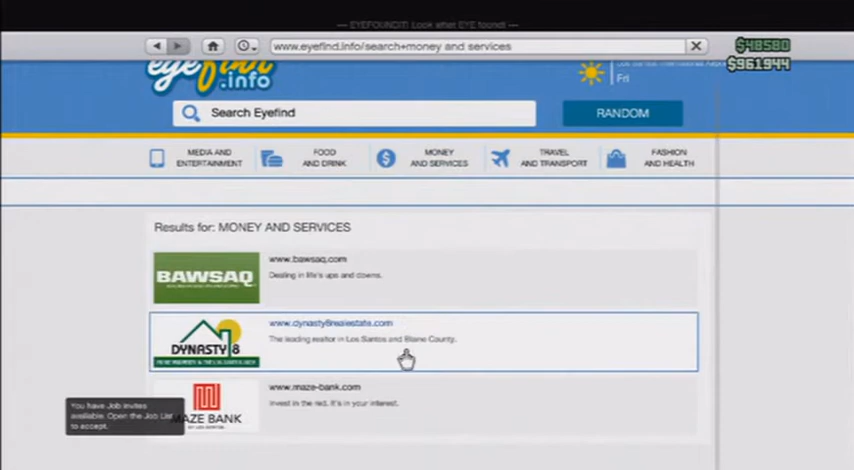 — EYEFOUNDIT! Look what EYE found! —
www.eyefind.info/search+money and services
$48580
$961944
eyefind
.info
Fri
Search Eyefind
RANDOM
MEDIA AND
ENTERTAINMENT
FOOD
AND DRINK
MONEY
AND SERVICES
TRAVEL
AND TRANSPORT
FASHION
AND HEALTH
Results for: MONEY AND SERVICES
BAWSAQ
www.bawsaq.com
Dealing in life's ups and downs.
DYNASTY 8
www.dynasty8realestate.com
The leading realtor in Los Santos and Blaine County.
MAZE BANK
OF LOS SANTOS
www.maze-bank.com
Invest in the red. It's in your interest.
You have Job invites
available. Open the Job List
to accept.